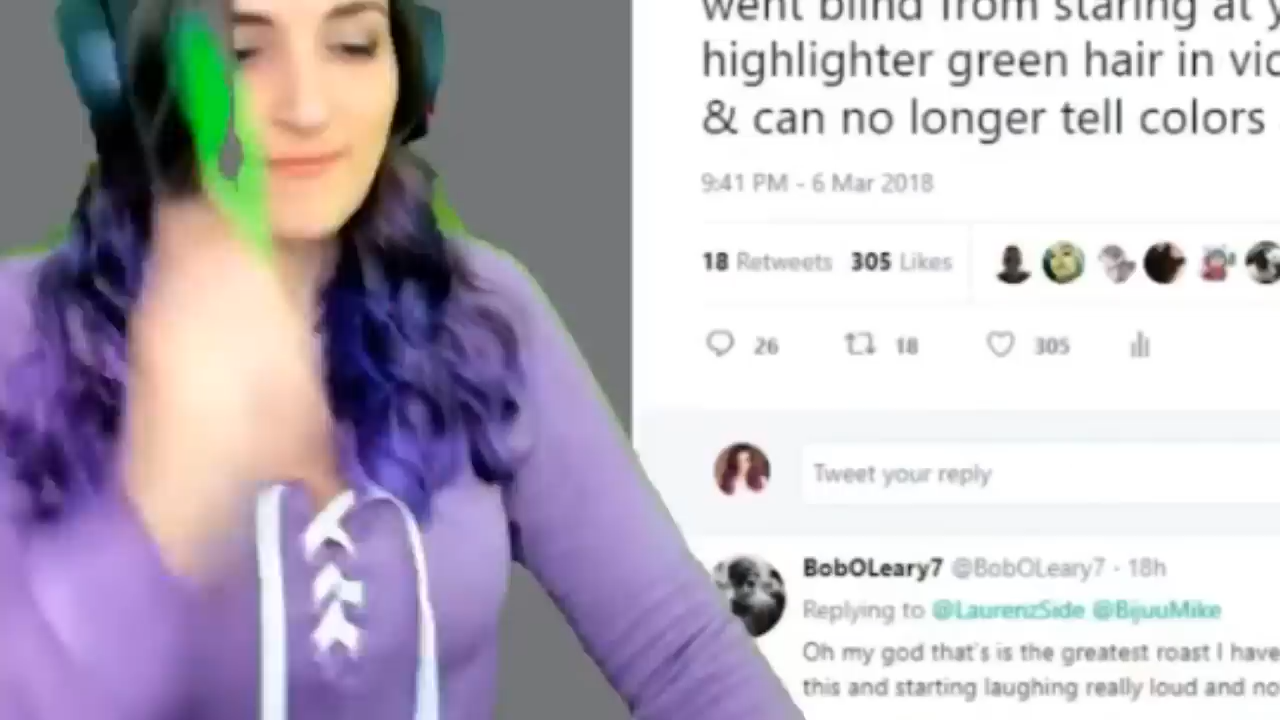 went blind from staring at y
highlighter green hair in vic
& can no longer tell colors
9:41 PM - 6 Mar 2018
18 Retweets 305 Likes
26 18 305
Tweet your reply
BobOLeary7 @BobOLeary7 · 18h
Replying to @LaurenzSide @BijuuMike
Oh my god that's is the greatest roast I have
this and starting laughing really loud and no